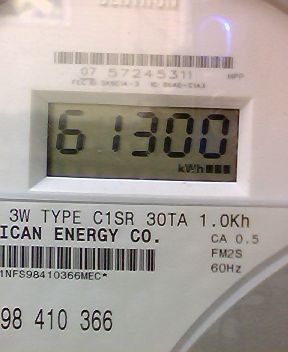 07 57245311 MPP
61300
kWh
3W TYPE C1SR 30TA 1.0Kh
ICAN ENERGY CO. CA 0.5
FM2S
1NFS98410366MEC* 60Hz
98 410 366